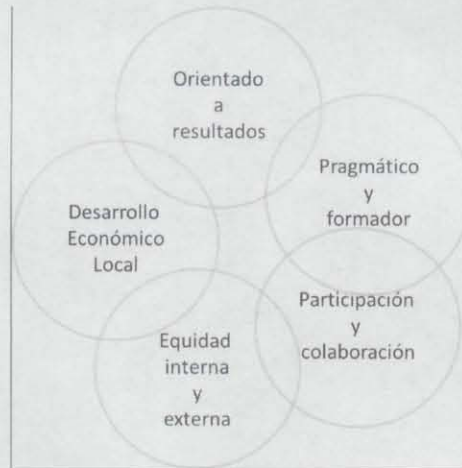 Orientado
a
resultados
Pragmático
y
formador
Desarrollo
Económico
Local
Participación
y
colaboración
Equidad
interna
y
externa